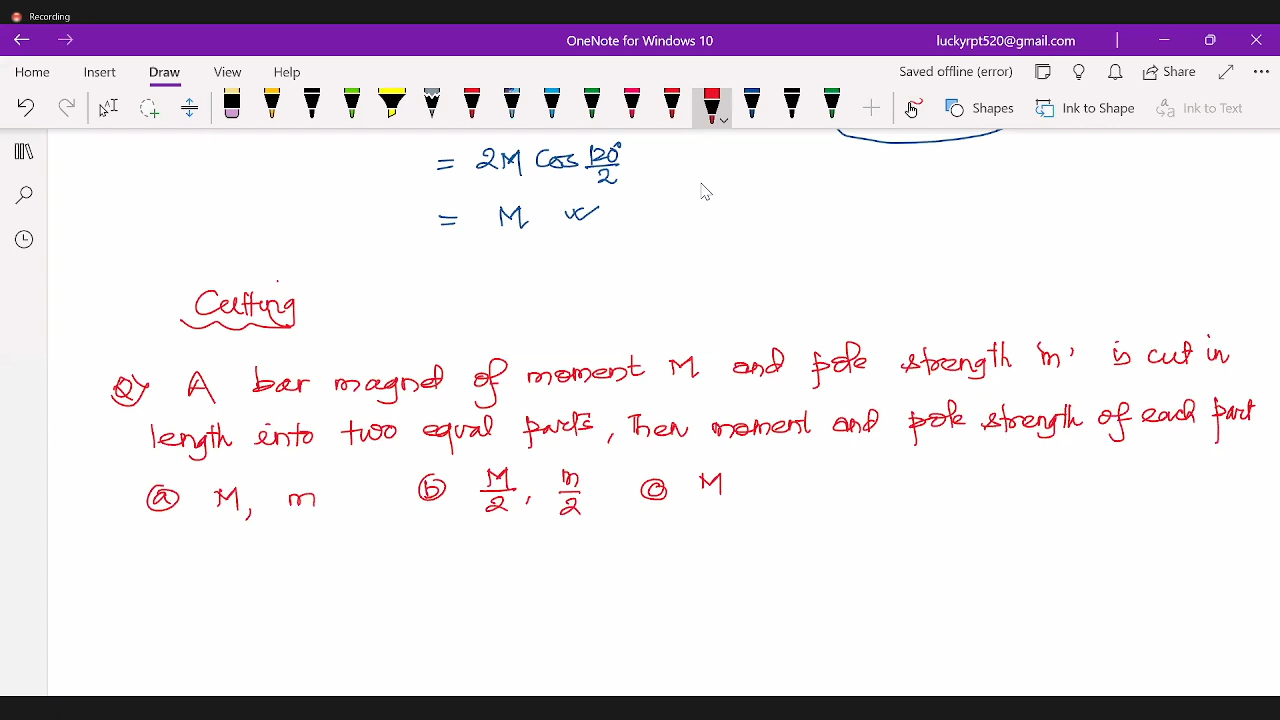 Recording
OneNote for Windows 10
luckyrpt520@gmail.com
Home Insert Draw View Help
Saved offline (error)
Share
Shapes
Ink to Shape
Ink to Text
= 2M Cos 120°/2
= M
Cutting
Q) A bar magnet of moment M and pole strength 'm' is cut in
length into two equal parts, Then moment and pole strength of each part
(a) M, m (b) M/2, m/2 (c) M